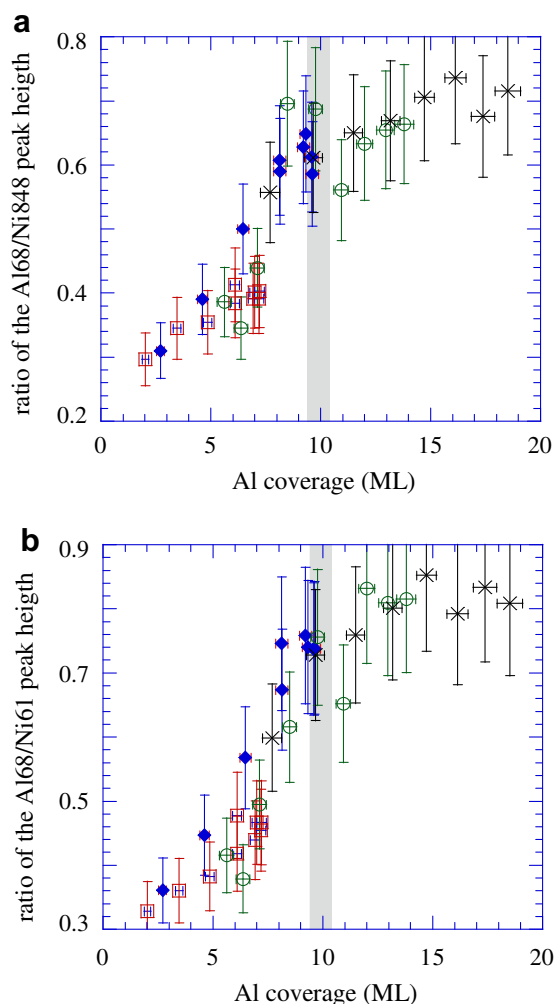 a
0.8
0.6
0.4
0.2
ratio of the Al68/Ni848 peak heigth
0 5 10 15 20
Al coverage (ML)
b
0.9
0.7
0.5
0.3
ratio of the Al68/Ni61 peak heigth
0 5 10 15 20
Al coverage (ML)